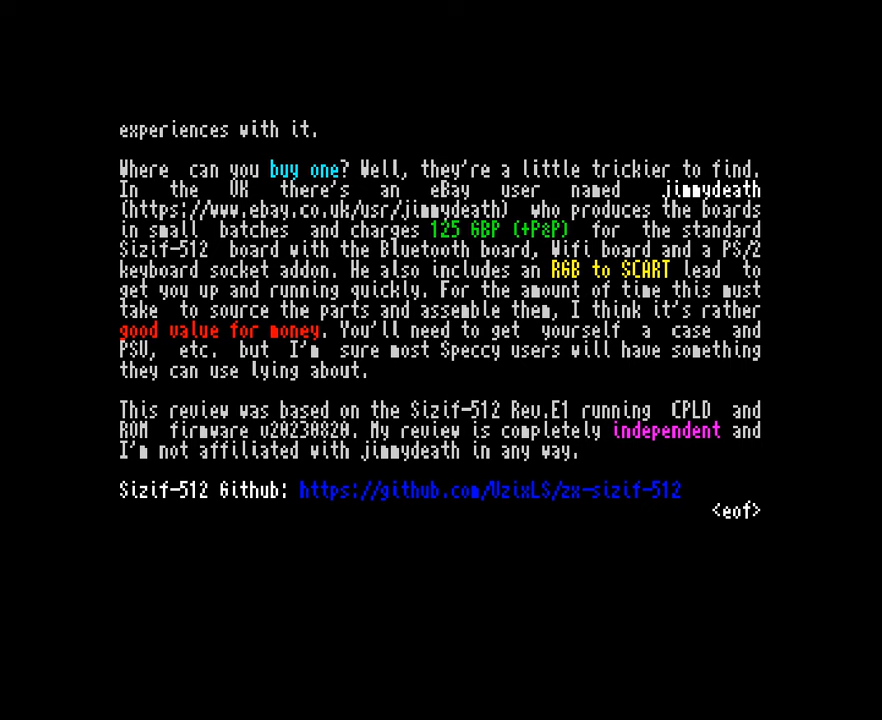 experiences with it.
Where can you buy one? Well, they're a little trickier to find.
In the UK there's an eBay user named jimmydeath
(https://www.ebay.co.uk/usr/jimmydeath) who produces the boards
in small batches and charges 125 GBP (+P&P) for the standard
Sizif-512 board with the Bluetooth board, Wifi board and a PS/2
keyboard socket addon. He also includes an RGB to SCART lead to
get you up and running quickly. For the amount of time this must
take to source the parts and assemble them, I think it's rather
good value for money. You'll need to get yourself a case and
PSU, etc. but I'm sure most Speccy users will have something
they can use lying about.
This review was based on the Sizif-512 Rev.E1 running CPLD and
ROM firmware v20230820. My review is completely independent and
I'm not affiliated with jimmydeath in any way.
Sizif-512 Github: https://github.com/UzixLS/zx-sizif-512
<eof>